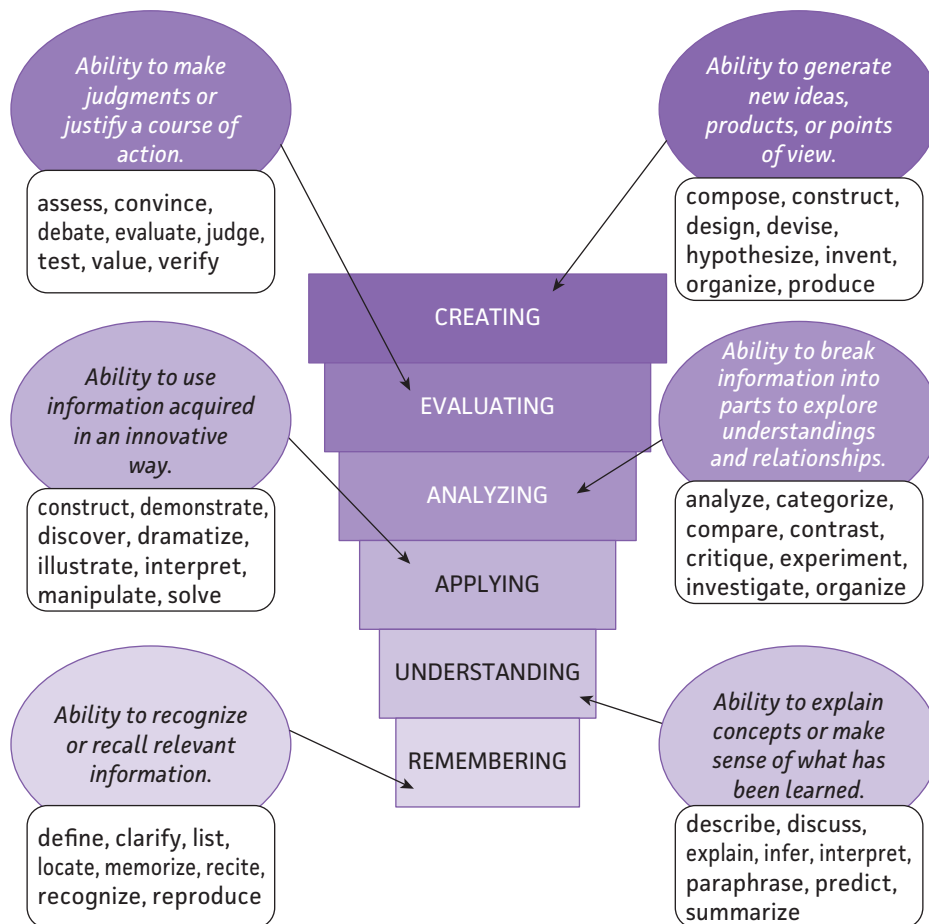 Ability to make
judgments or
justify a course of
action.
assess, convince,
debate, evaluate, judge,
test, value, verify
Ability to generate
new ideas,
products, or points
of view.
compose, construct,
design, devise,
hypothesize, invent,
organize, produce
CREATING
EVALUATING
ANALYZING
APPLYING
UNDERSTANDING
REMEMBERING
Ability to use
information acquired
in an innovative
way.
construct, demonstrate,
discover, dramatize,
illustrate, interpret,
manipulate, solve
Ability to break
information into
parts to explore
understandings
and relationships.
analyze, categorize,
compare, contrast,
critique, experiment,
investigate, organize
Ability to recognize
or recall relevant
information.
define, clarify, list,
locate, memorize, recite,
recognize, reproduce
Ability to explain
concepts or make
sense of what has
been learned.
describe, discuss,
explain, infer, interpret,
paraphrase, predict,
summarize